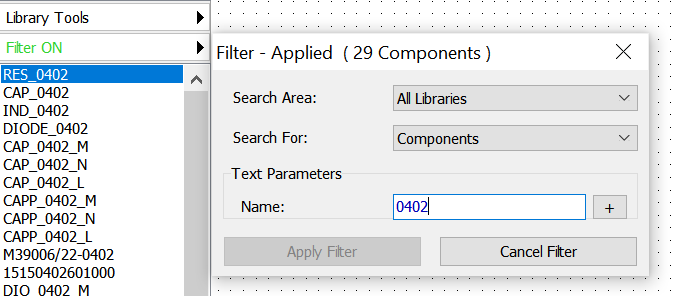 Library Tools
Filter ON
RES_0402
CAP_0402
IND_0402
DIODE_0402
CAP_0402_M
CAP_0402_N
CAP_0402_L
CAPP_0402_M
CAPP_0402_N
CAPP_0402_L
M39006/22-0402
15150402601000
DIO_0402_M
Filter - Applied ( 29 Components )
Search Area: All Libraries
Search For: Components
Text Parameters
Name: 0402 +
Apply Filter Cancel Filter